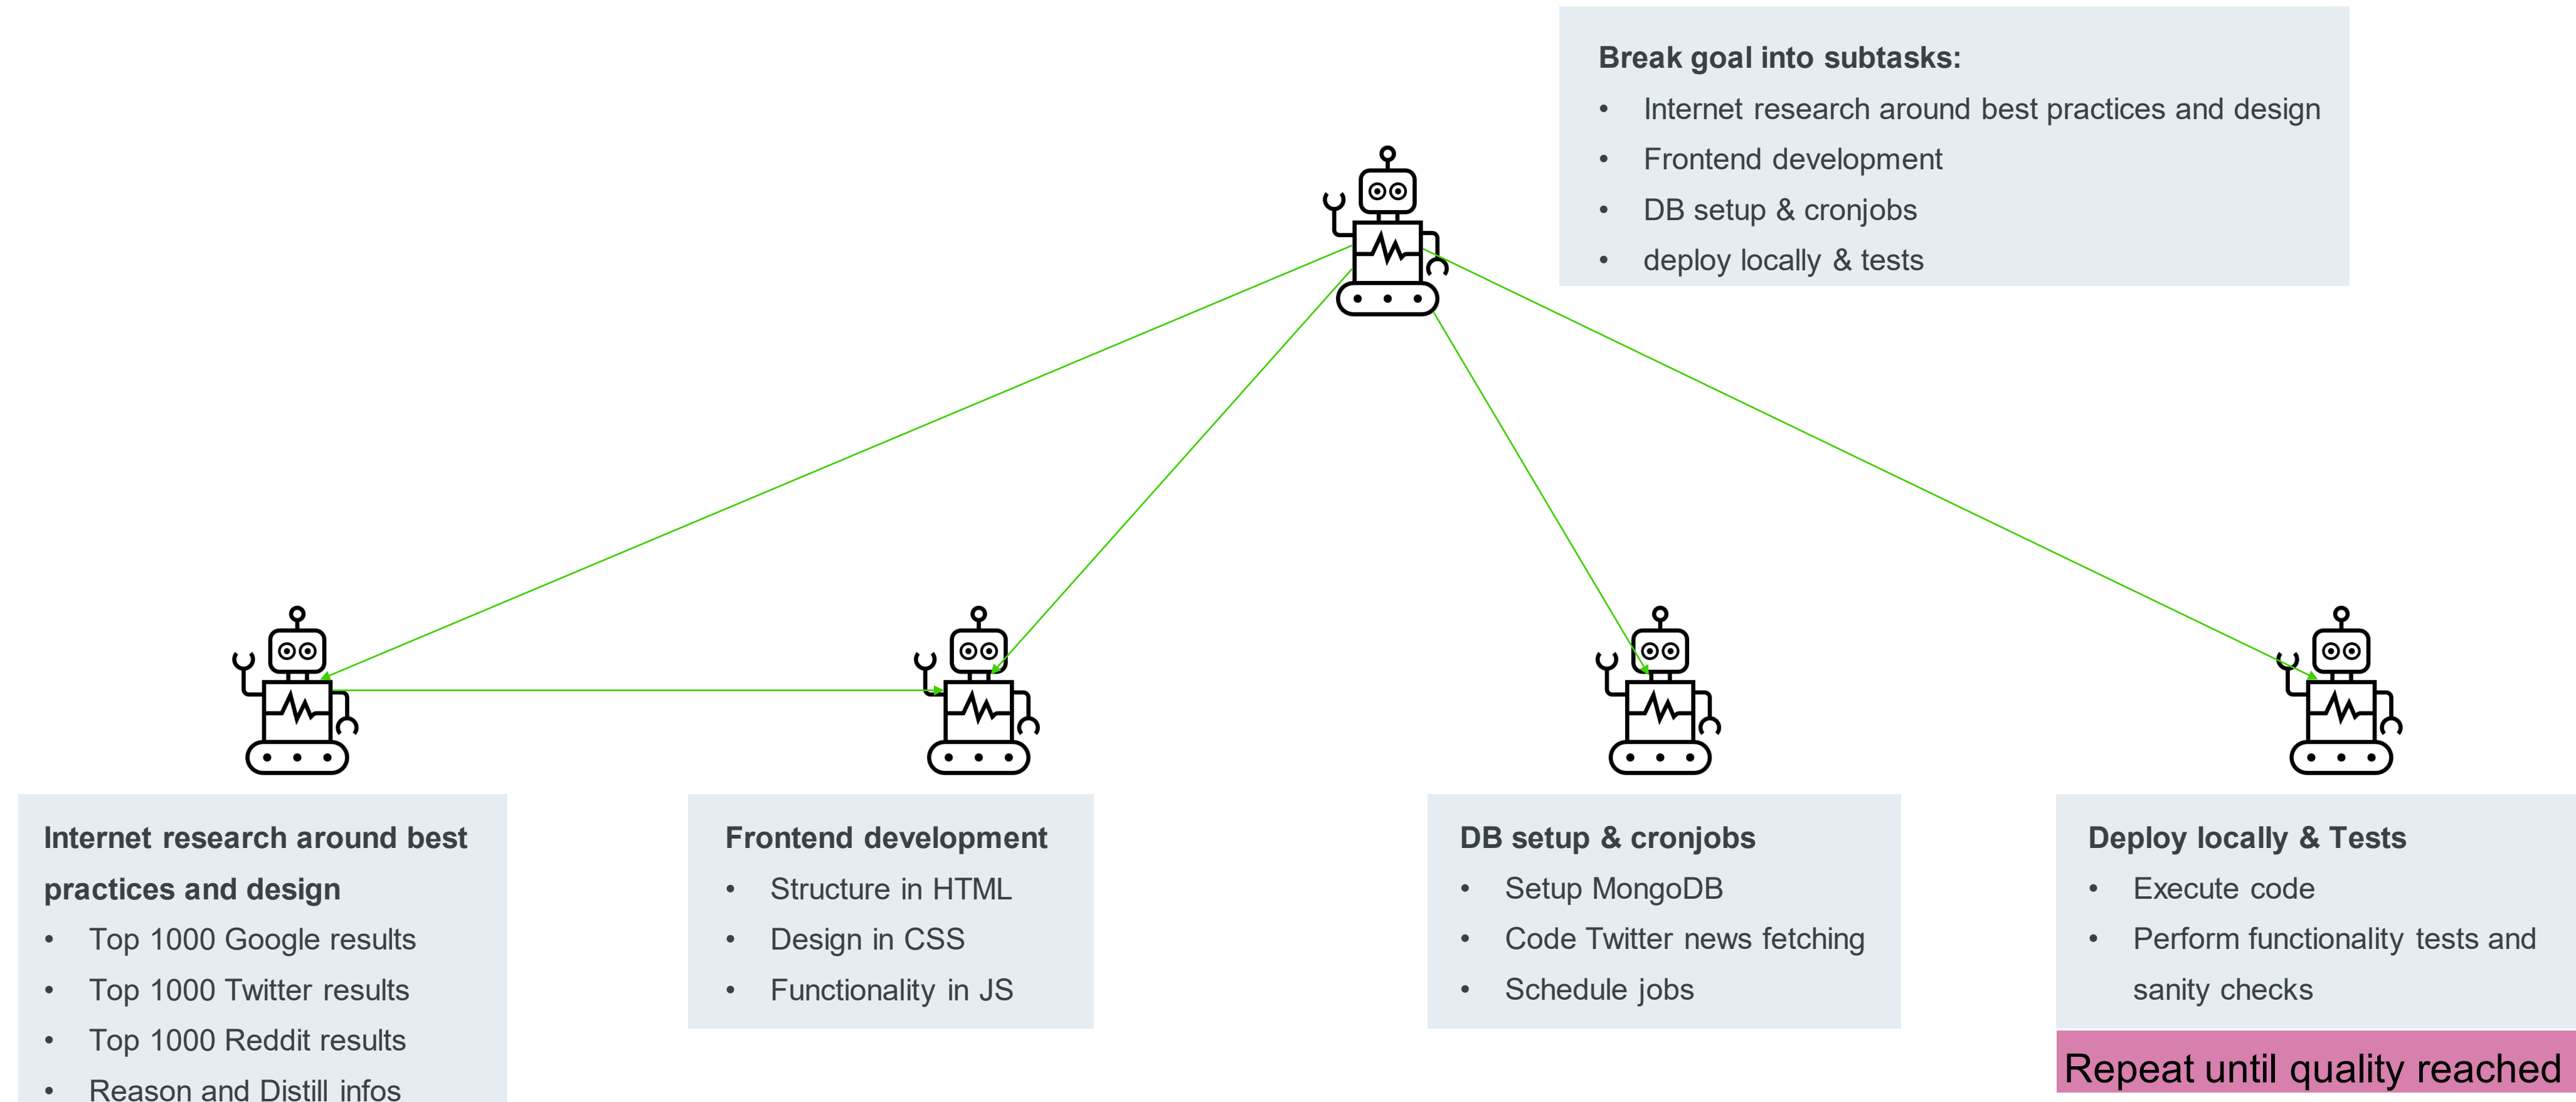 Break goal into subtasks:
• Internet research around best practices and design
• Frontend development
• DB setup & cronjobs
• deploy locally & tests
Internet research around best
practices and design
• Top 1000 Google results
• Top 1000 Twitter results
• Top 1000 Reddit results
• Reason and Distill infos
Frontend development
• Structure in HTML
• Design in CSS
• Functionality in JS
DB setup & cronjobs
• Setup MongoDB
• Code Twitter news fetching
• Schedule jobs
Deploy locally & Tests
• Execute code
• Perform functionality tests and
sanity checks
Repeat until quality reached